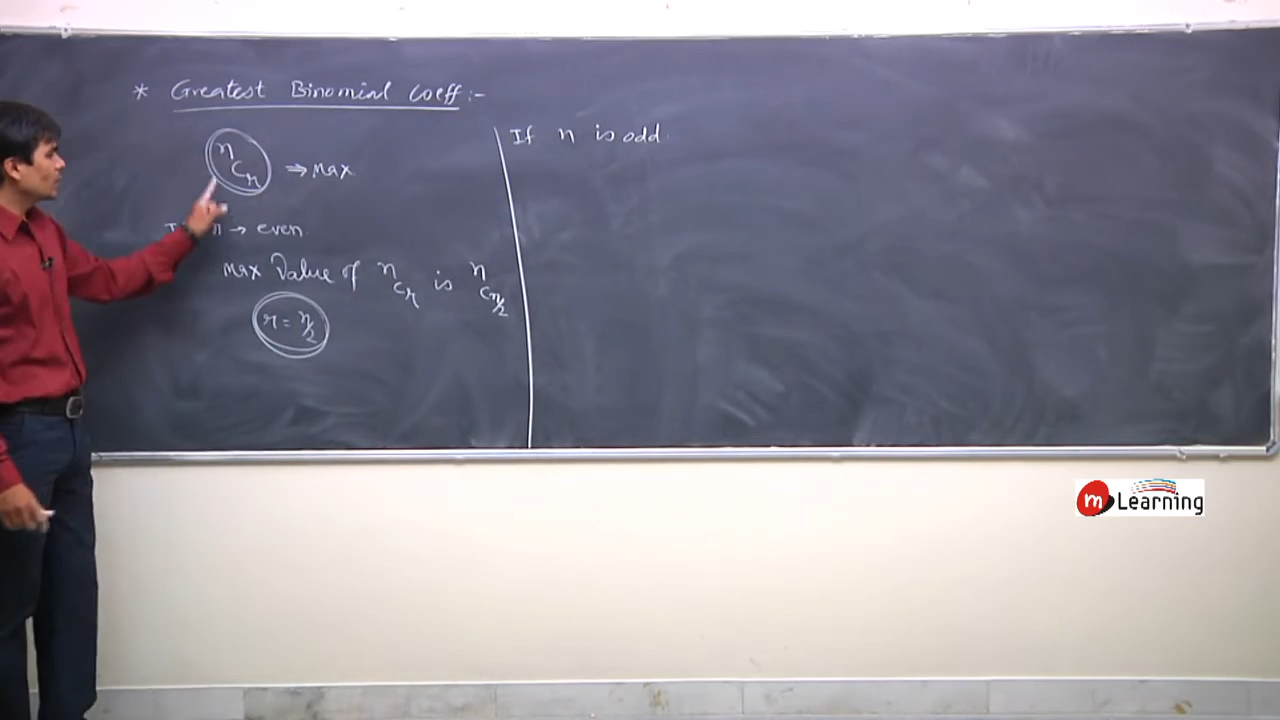 * Greatest Binomial Coeff:-
nCr ⇒ Max
n → even
Max Value of nCr is nCn/2
r = n/2
If n is odd
m Learning